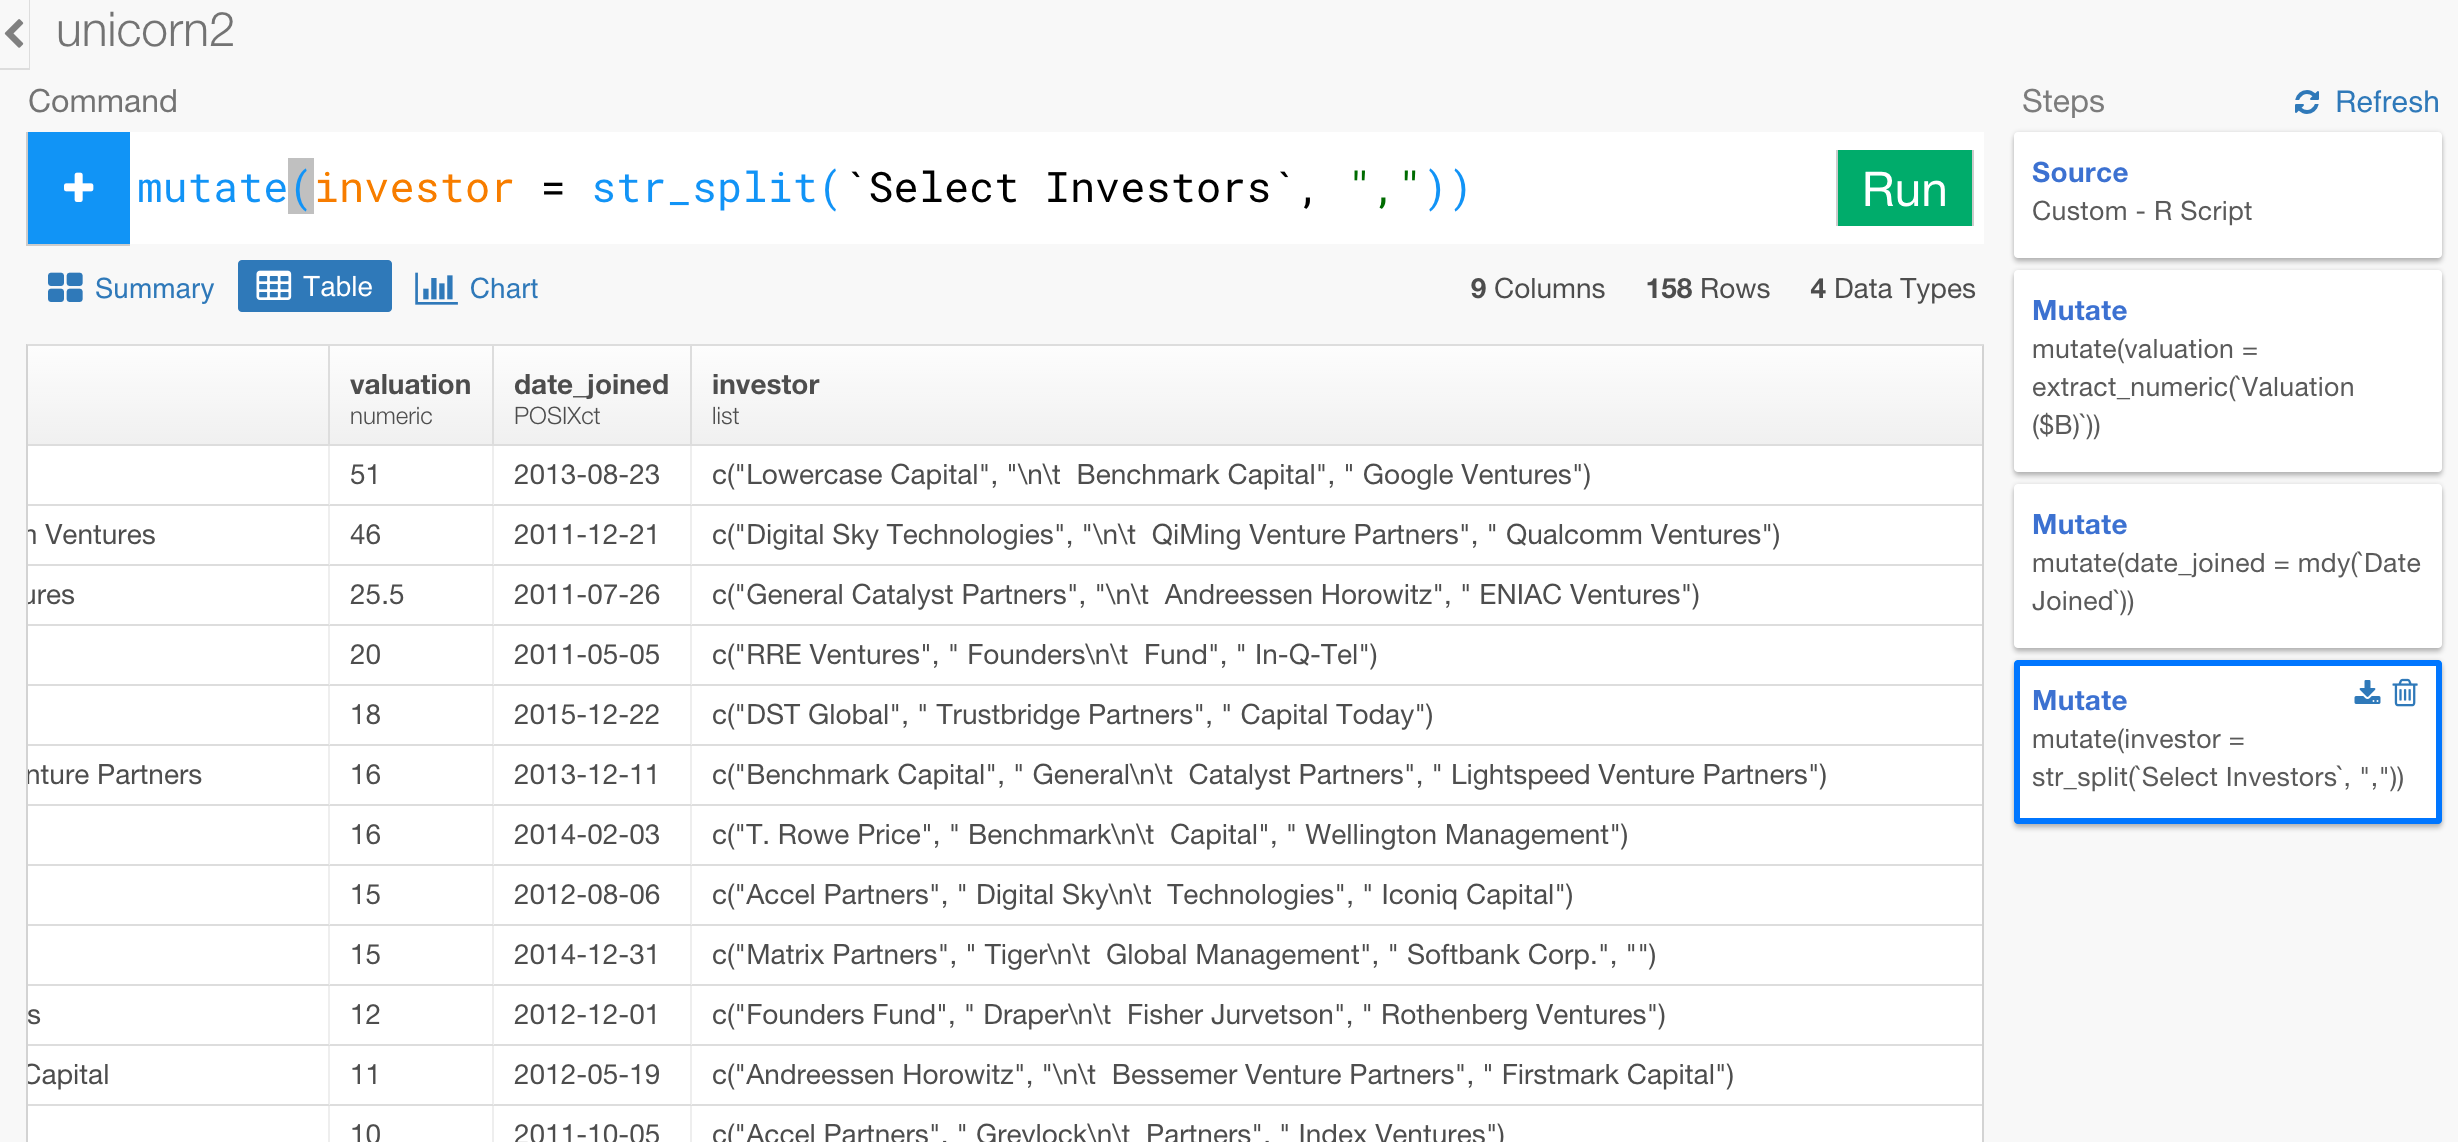 unicorn2
Command
mutate(investor = str_split(`Select Investors`, ","))
Run
Summary Table Chart 9 Columns 158 Rows 4 Data Types
valuation date_joined investor
numeric POSIXct list
51 2013-08-23 c("Lowercase Capital", "\n\t  Benchmark Capital", " Google Ventures")
Ventures 46 2011-12-21 c("Digital Sky Technologies", "\n\t  QiMing Venture Partners", " Qualcomm Ventures")
25.5 2011-07-26 c("General Catalyst Partners", "\n\t  Andreessen Horowitz", " ENIAC Ventures")
20 2011-05-05 c("RRE Ventures", " Founders\n\t  Fund", " In-Q-Tel")
18 2015-12-22 c("DST Global", " Trustbridge Partners", " Capital Today")
nture Partners 16 2013-12-11 c("Benchmark Capital", " General\n\t  Catalyst Partners", " Lightspeed Venture Partners")
16 2014-02-03 c("T. Rowe Price", " Benchmark\n\t  Capital", " Wellington Management")
15 2012-08-06 c("Accel Partners", " Digital Sky\n\t  Technologies", " Iconiq Capital")
15 2014-12-31 c("Matrix Partners", " Tiger\n\t  Global Management", " Softbank Corp.", "")
s 12 2012-12-01 c("Founders Fund", " Draper\n\t  Fisher Jurvetson", " Rothenberg Ventures")
Capital 11 2012-05-19 c("Andreessen Horowitz", "\n\t  Bessemer Venture Partners", " Firstmark Capital")
10 2011-10-05 c("Accel Partners", " Greylock\n\t  Partners", " Index Ventures")
Steps Refresh
Source
Custom - R Script
Mutate
mutate(valuation =
extract_numeric(`Valuation
($B)`))
Mutate
mutate(date_joined = mdy(`Date
Joined`))
Mutate
mutate(investor =
str_split(`Select Investors`, ","))